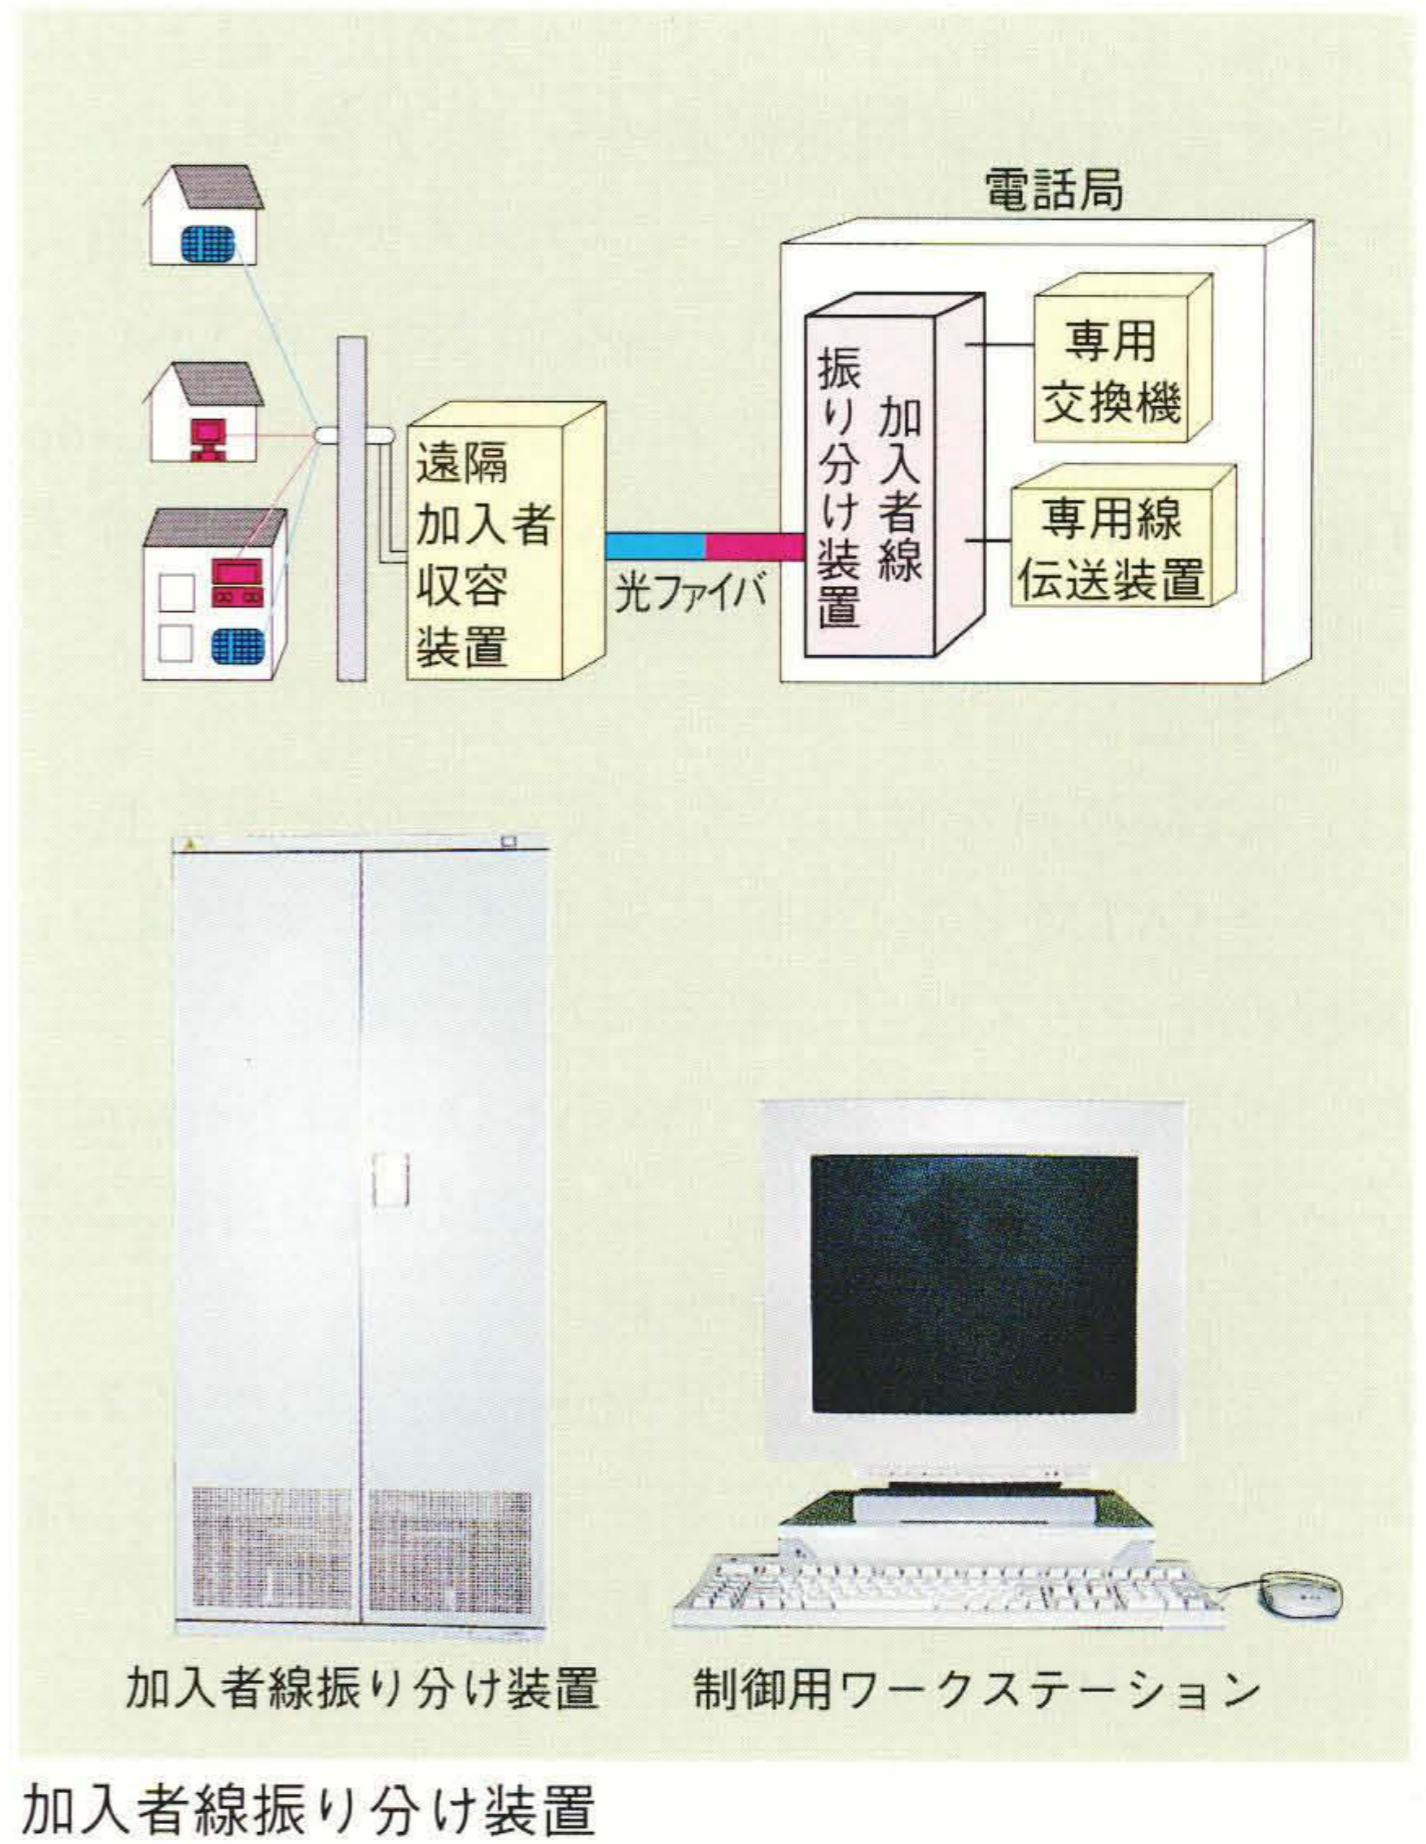 電話局
遠隔
加入者
収容
装置
光ファイバ
加入者線
振り分け装置
専用
交換機
専用線
伝送装置
加入者線振り分け装置
制御用ワークステーション
加入者線振り分け装置